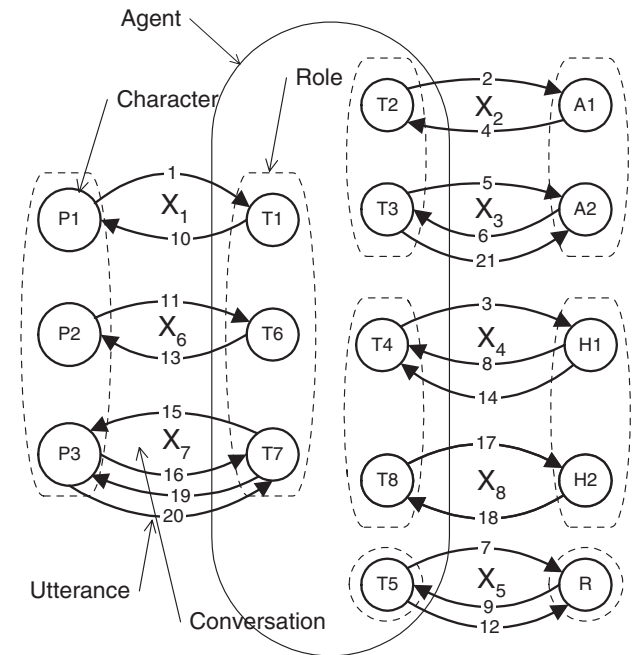 Agent
Role
Character
P1
1
X1
10
T1
P2
11
X6
13
T6
P3
15
X7
16
19
20
T7
Utterance
Conversation
T2
2
X2
4
A1
T3
5
X3
6
21
A2
T4
3
X4
8
14
H1
T8
17
X8
18
H2
T5
7
X5
9
12
R